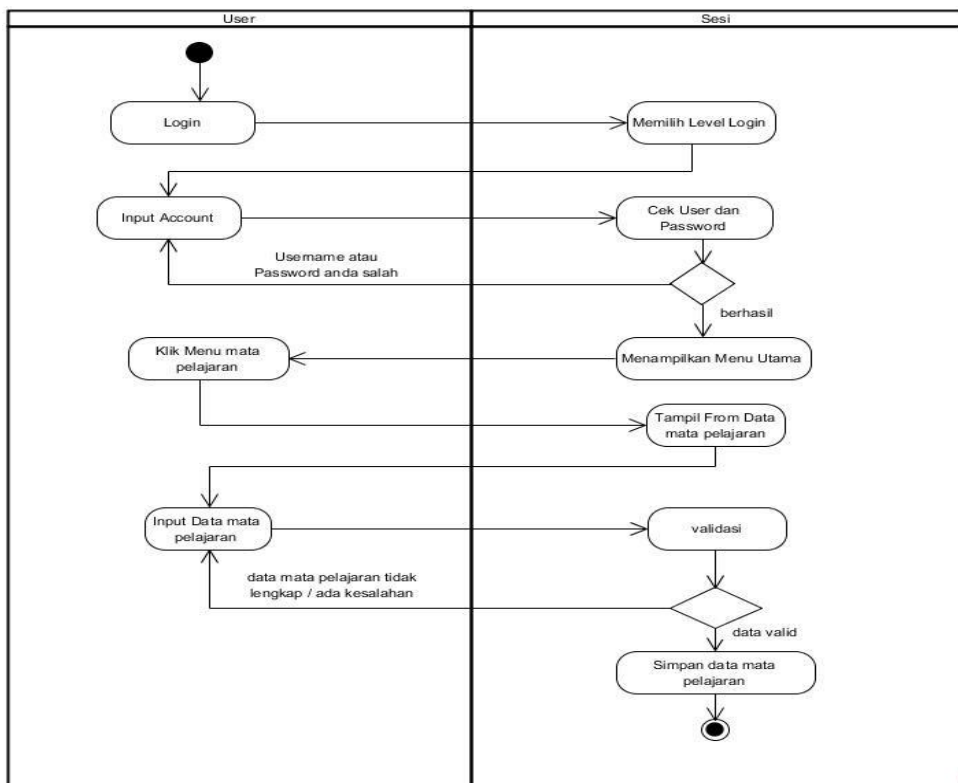 User
Sesi
Login
Memilih Level Login
Input Account
Cek User dan
Password
Username atau
Password anda salah
berhasil
Klik Menu mata
pelajaran
Menampilkan Menu Utama
Tampil From Data
mata pelajaran
Input Data mata
pelajaran
validasi
data mata pelajaran tidak
lengkap / ada kesalahan
data valid
Simpan data mata
pelajaran